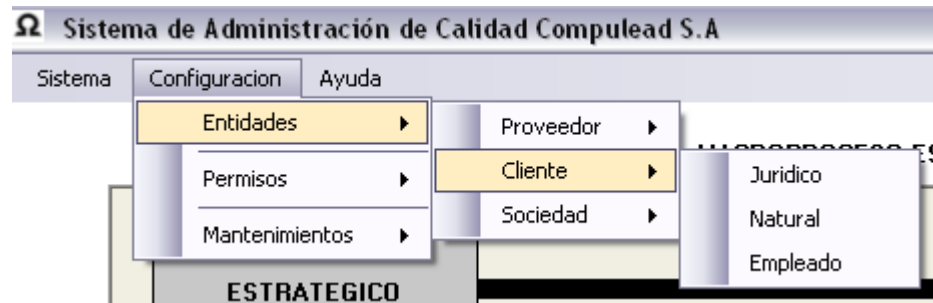 Ω Sistema de Administración de Calidad Compulead S.A
Sistema Configuracion Ayuda
Entidades
Permisos
Mantenimientos
Proveedor
Cliente
Sociedad
Juridico
Natural
Empleado
ESTRATEGICO